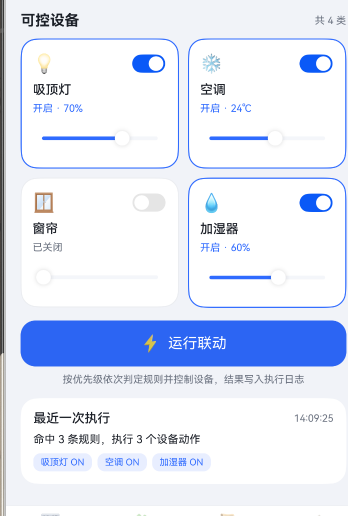 可控设备 共 4 类
吸顶灯
开启 · 70%
空调
开启 · 24℃
窗帘
已关闭
加湿器
开启 · 60%
运行联动
按优先级依次判定规则并控制设备，结果写入执行日志
最近一次执行 14:09:25
命中 3 条规则，执行 3 个设备动作
吸顶灯 ON 空调 ON 加湿器 ON